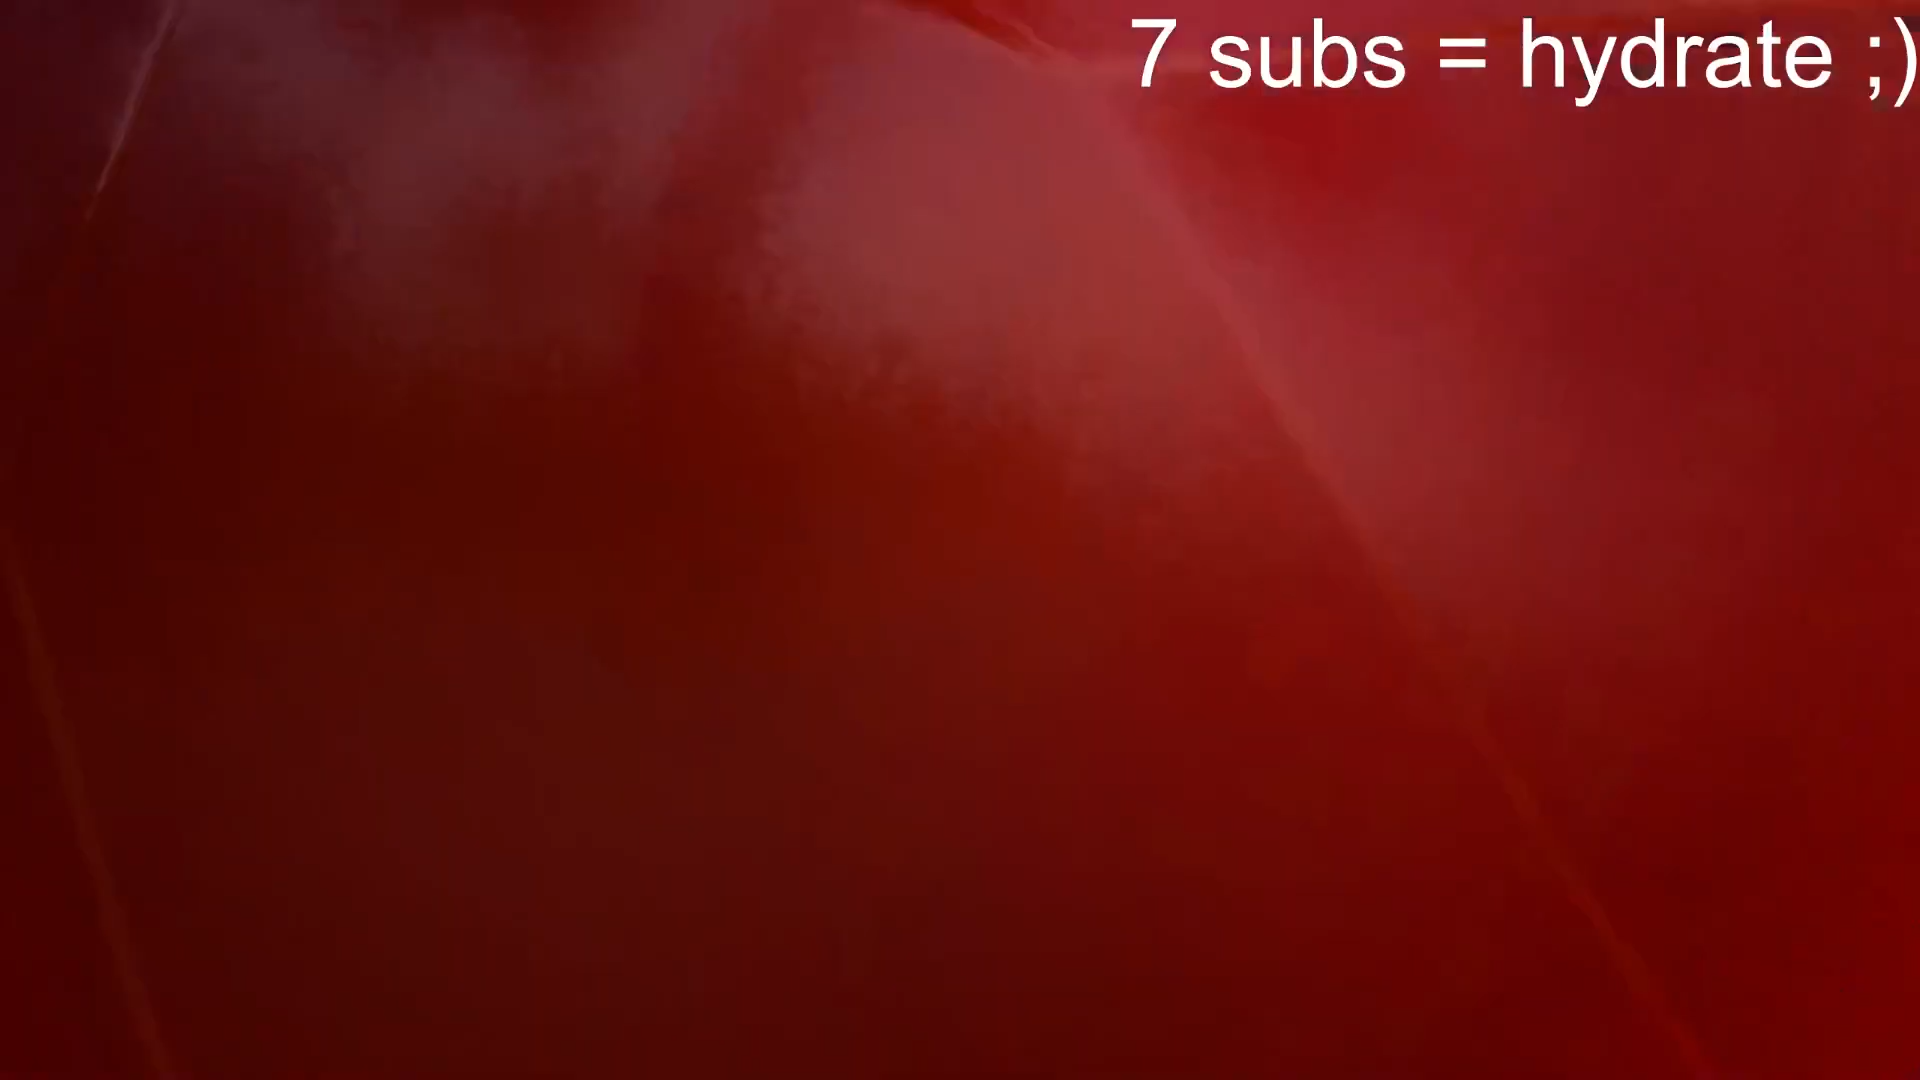 7 subs = hydrate ;)